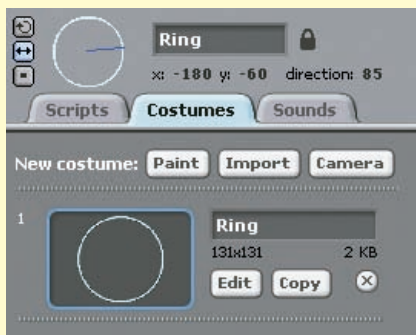 Ring
x: -180 y: -60 direction: 85
Scripts Costumes Sounds
New costume: Paint Import Camera
1
Ring
131x131 2 KB
Edit Copy